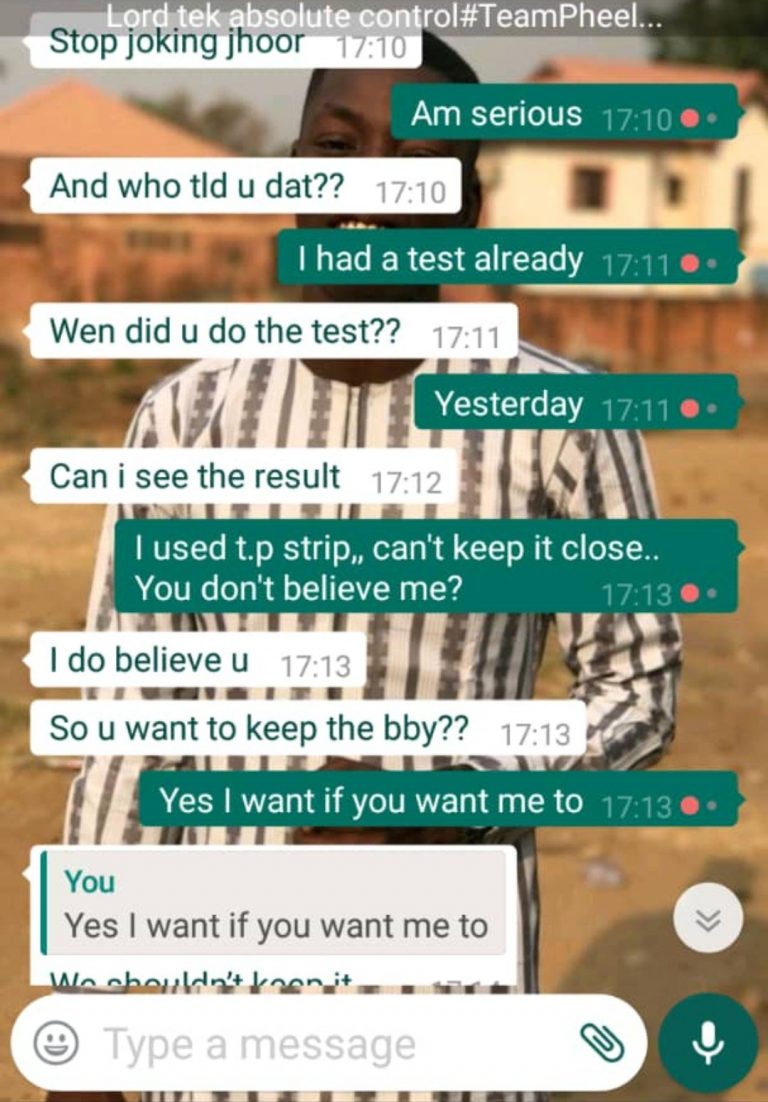 Lord tek absolute control#TeamPheel...
Stop joking jhoor 17:10
Am serious 17:10
And who tld u dat?? 17:10
I had a test already 17:11
Wen did u do the test?? 17:11
Yesterday 17:11
Can i see the result 17:12
I used t.p strip,, can't keep it close..
You don't believe me? 17:13
I do believe u 17:13
So u want to keep the bby?? 17:13
Yes I want if you want me to 17:13
You
Yes I want if you want me to
We shouldn't keep it
Type a message